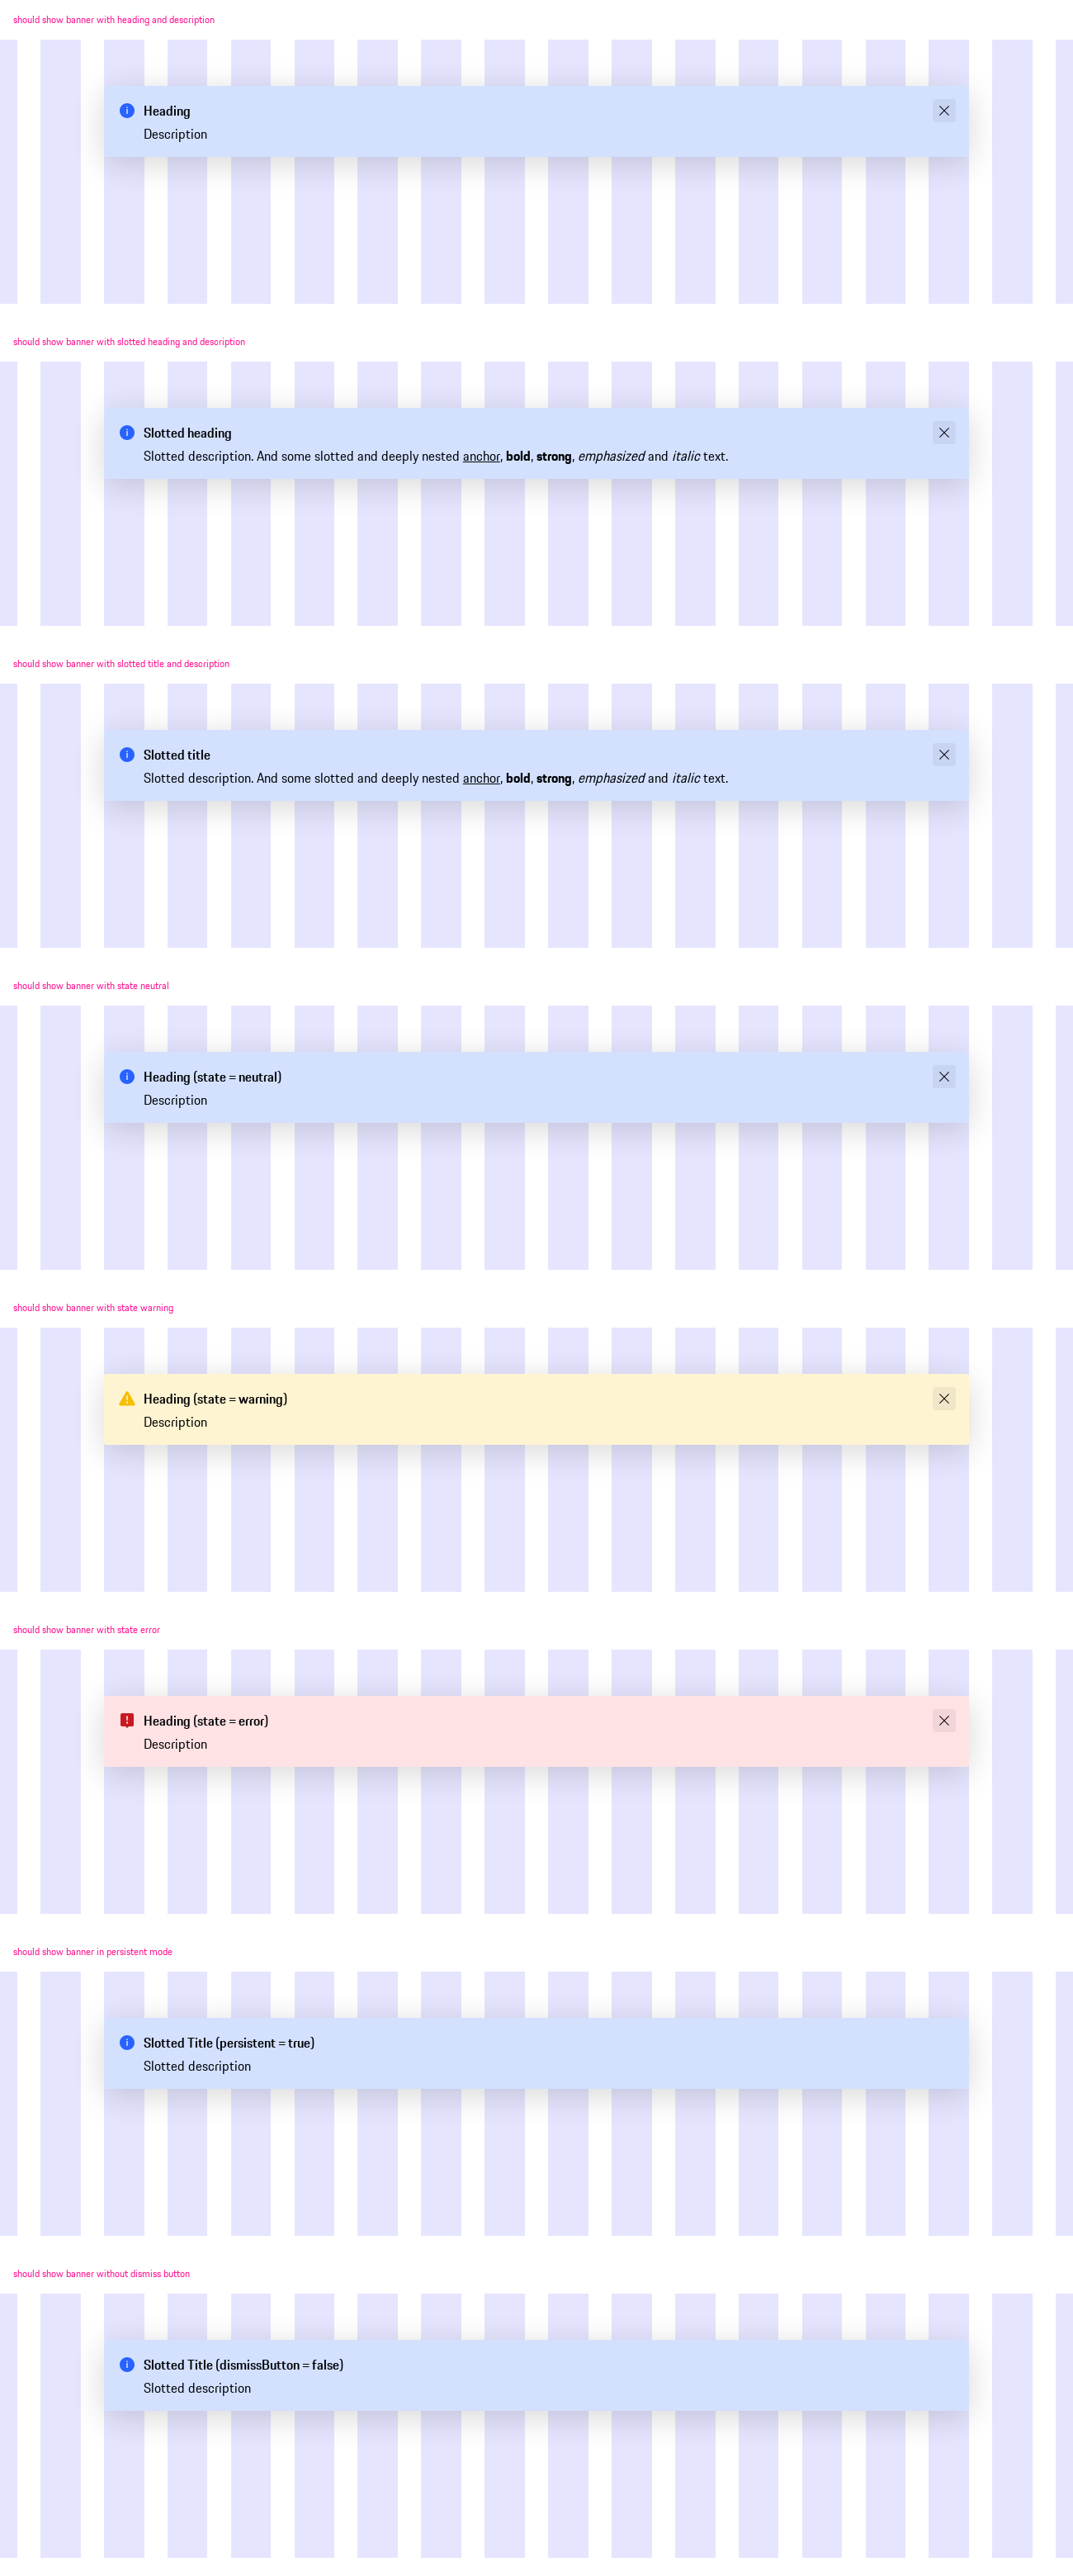 should show banner with heading and description
Heading
Description
should show banner with slotted heading and description
Slotted heading
Slotted description. And some slotted and deeply nested anchor, bold, strong, emphasized and italic text.
should show banner with slotted title and description
Slotted title
Slotted description. And some slotted and deeply nested anchor, bold, strong, emphasized and italic text.
should show banner with state neutral
Heading (state = neutral)
Description
should show banner with state warning
Heading (state = warning)
Description
should show banner with state error
Heading (state = error)
Description
should show banner in persistent mode
Slotted Title (persistent = true)
Slotted description
should show banner without dismiss button
Slotted Title (dismissButton = false)
Slotted description